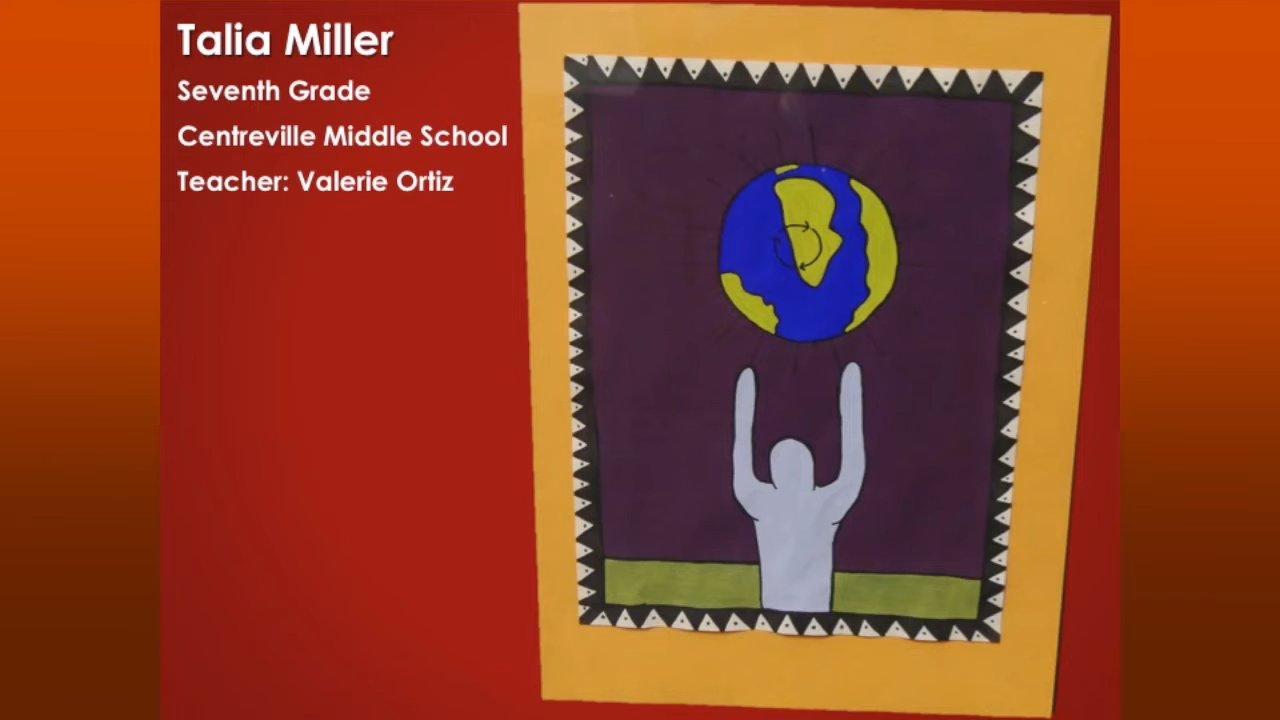 Talia Miller
Seventh Grade
Centreville Middle School
Teacher: Valerie Ortiz